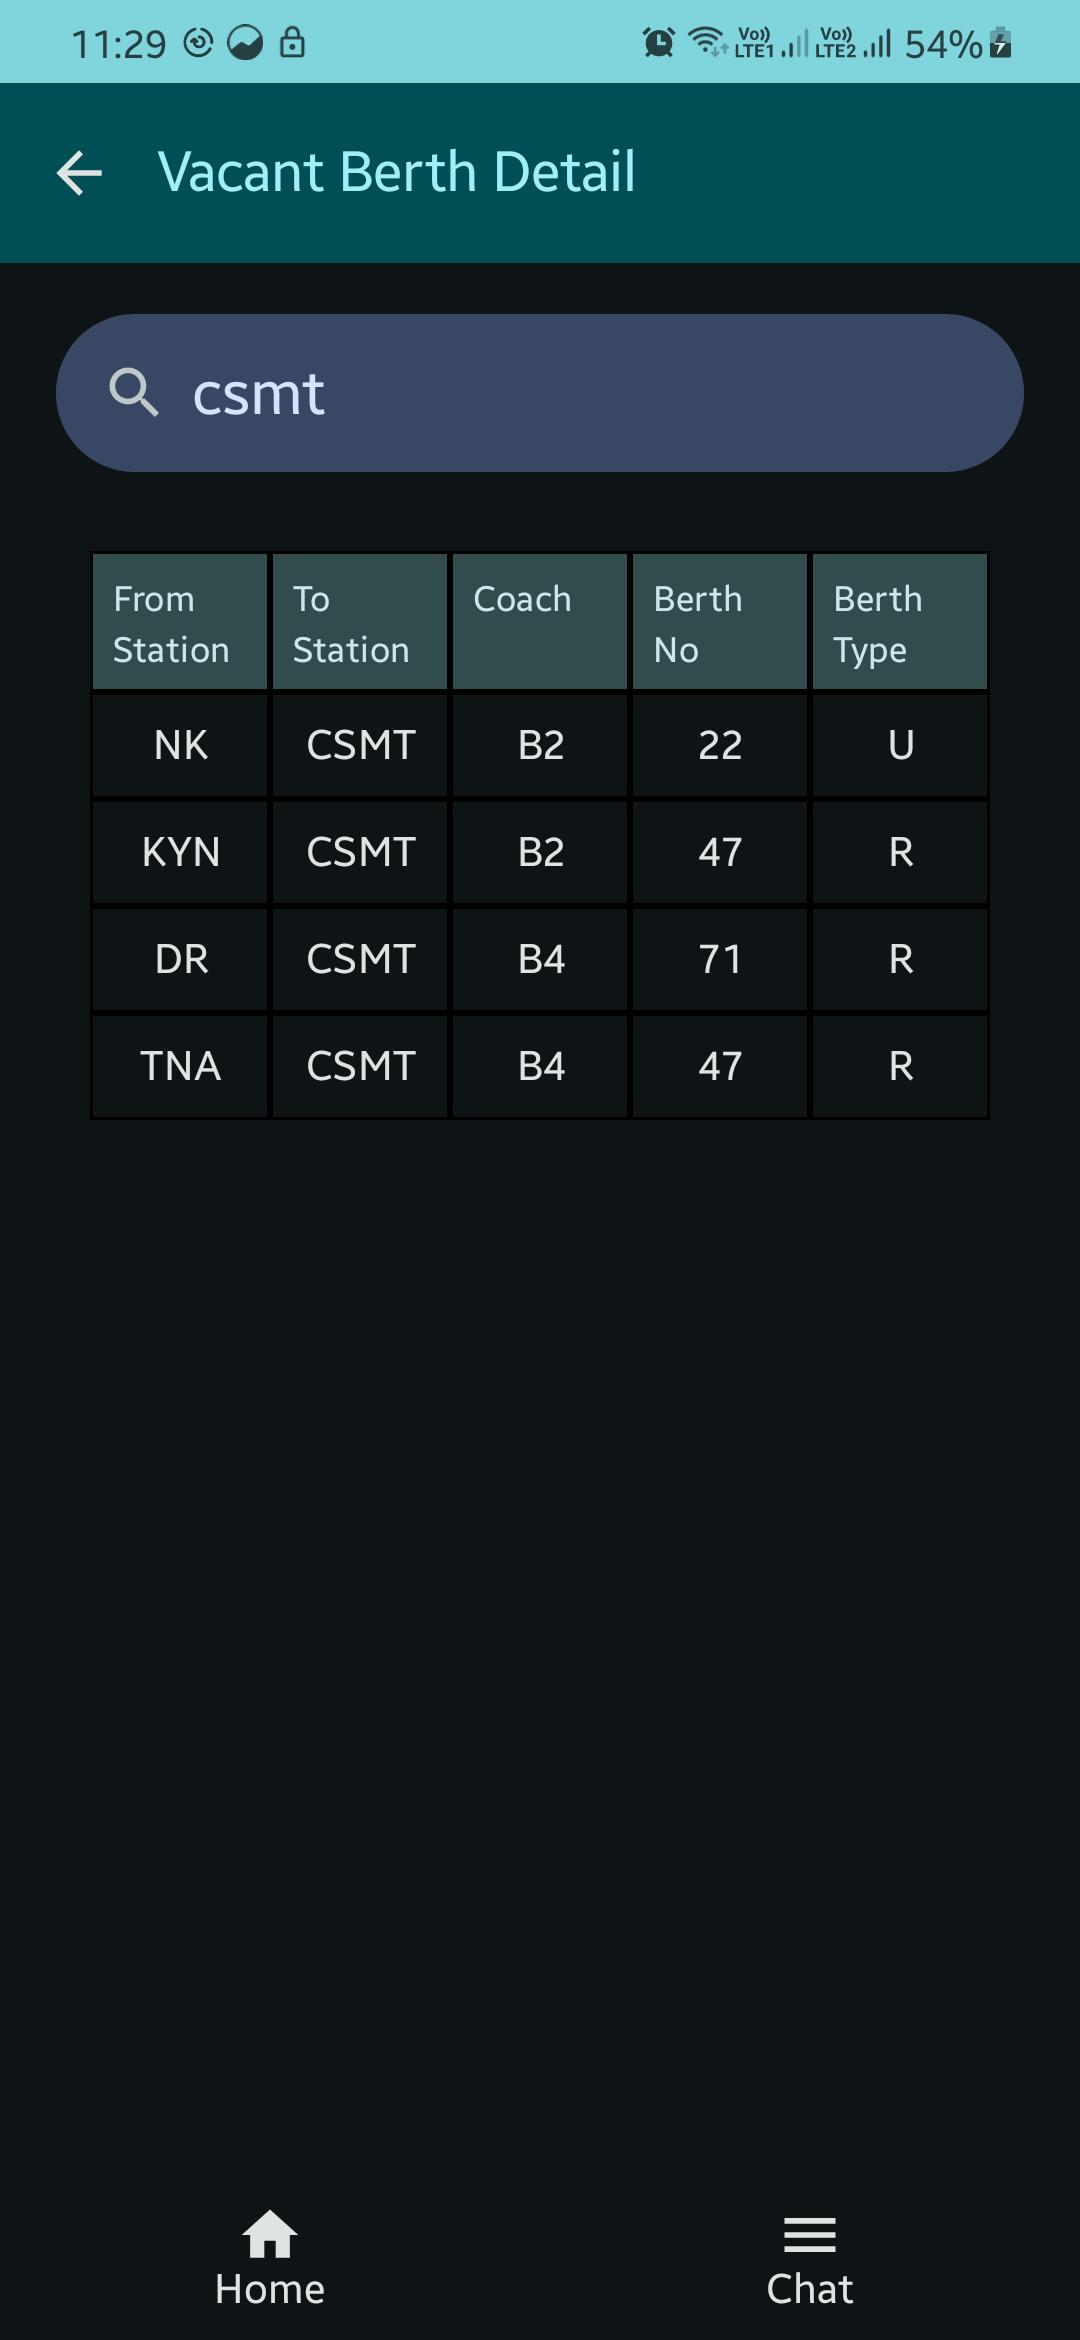 11:29 Vo)) LTE1 Vo)) LTE2 54%
Vacant Berth Detail
csmt
From Station To Station Coach Berth No Berth Type
NK CSMT B2 22 U
KYN CSMT B2 47 R
DR CSMT B4 71 R
TNA CSMT B4 47 R
Home Chat